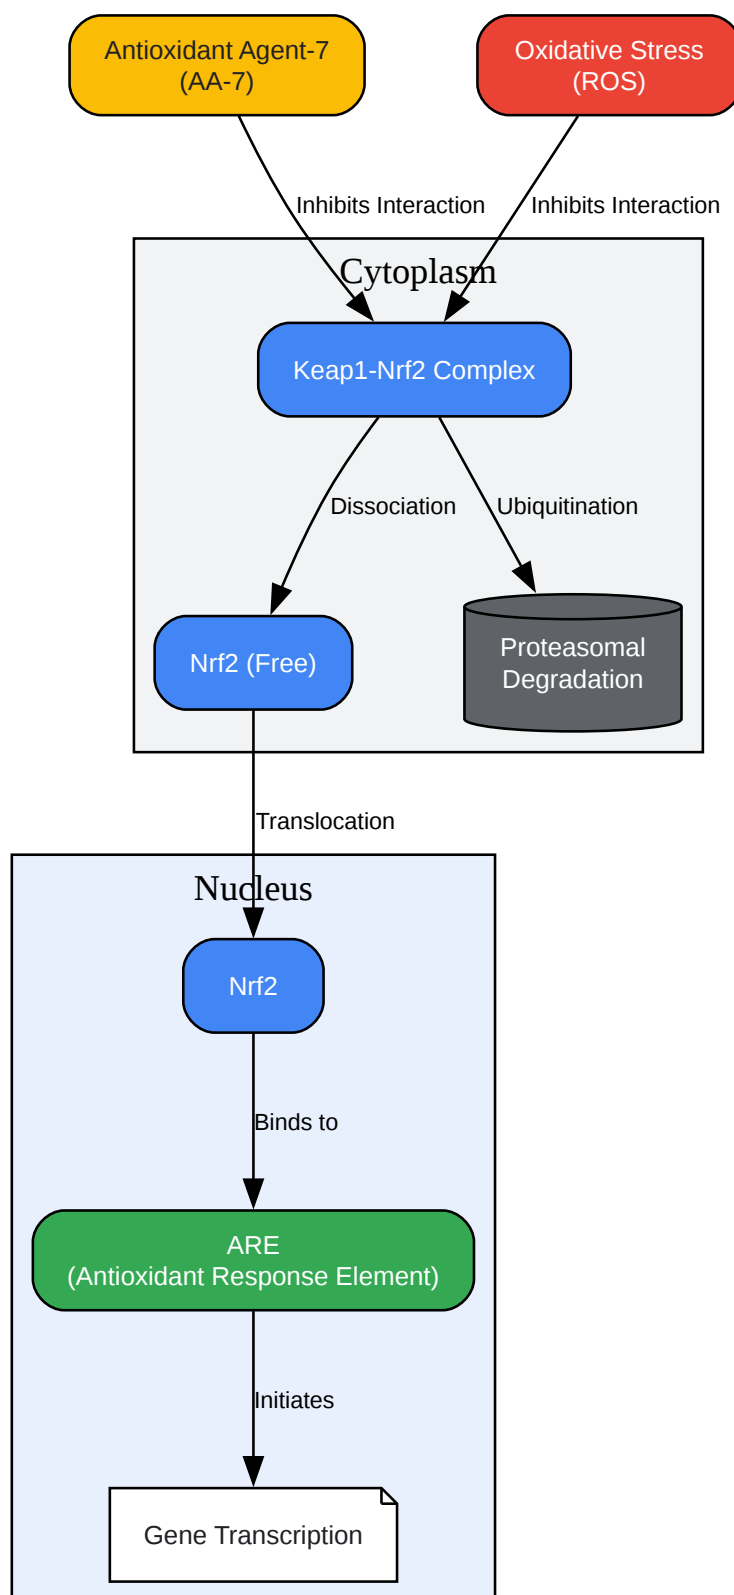 Antioxidant Agent-7
(AA-7)
Oxidative Stress
(ROS)
Inhibits Interaction
Inhibits Interaction
Cytoplasm
Keap1-Nrf2 Complex
Dissociation
Ubiquitination
Nrf2 (Free)
Proteasomal
Degradation
Translocation
Nucleus
Nrf2
Binds to
ARE
(Antioxidant Response Element)
Initiates
Gene Transcription